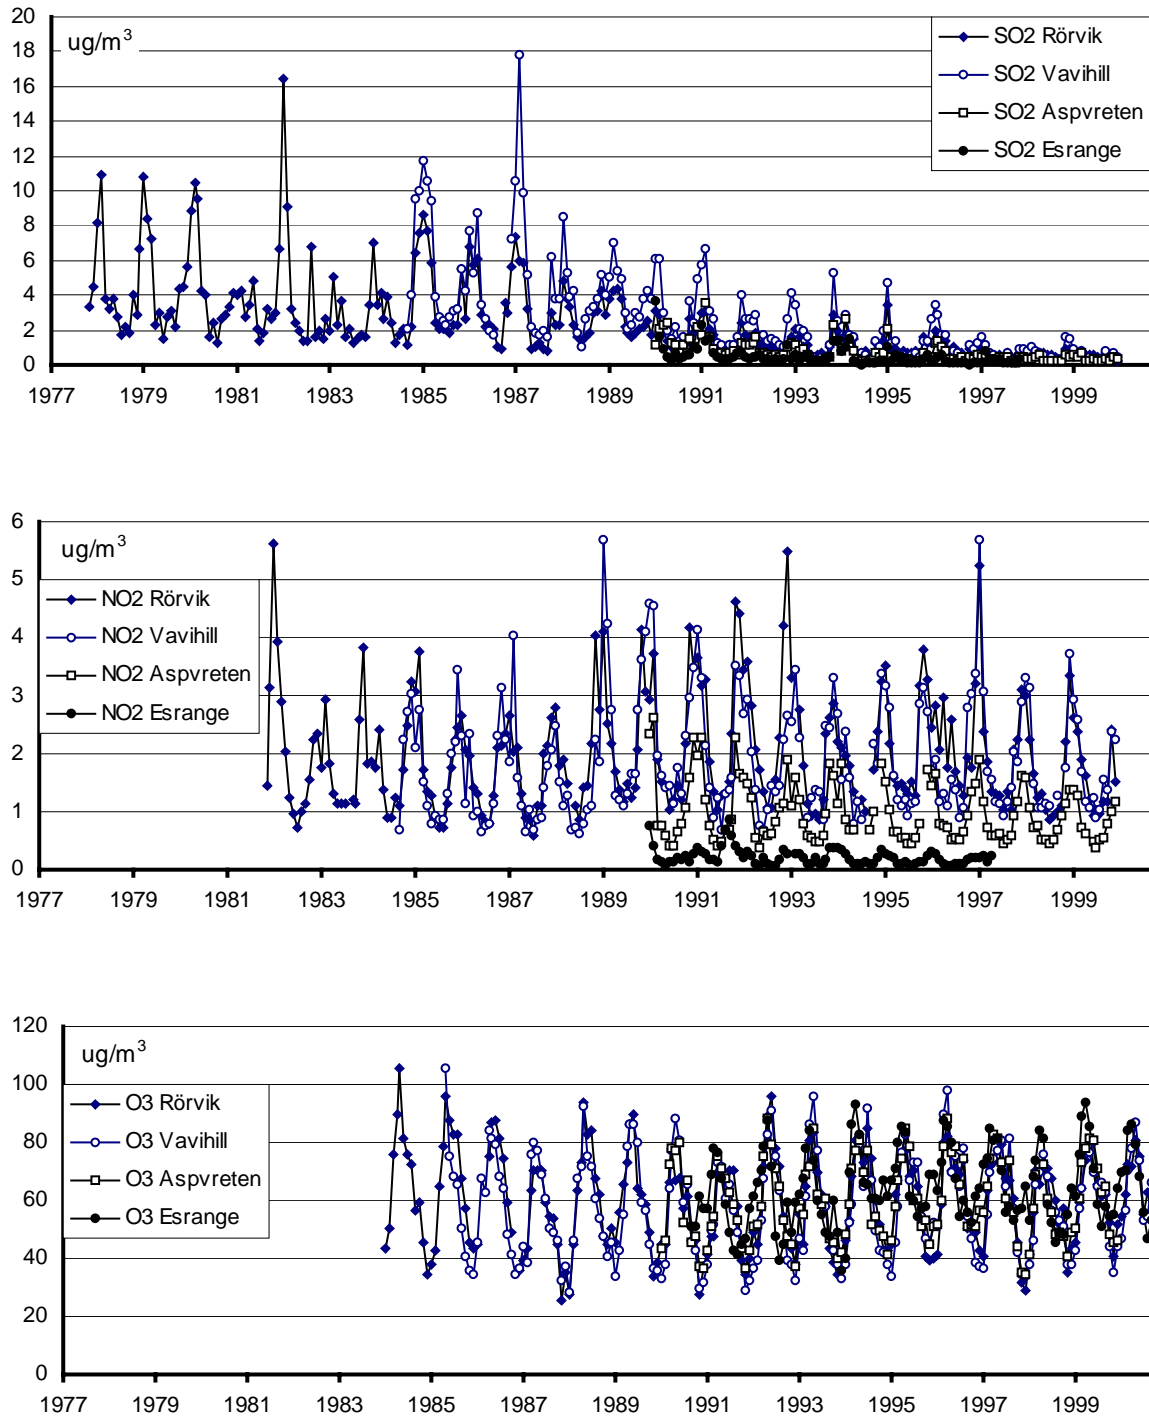 20
18
16
14
12
10
8
6
4
2
0
ug/m³
SO2 Rörvik
SO2 Vavihill
SO2 Aspvreten
SO2 Esrange
1977 1979 1981 1983 1985 1987 1989 1991 1993 1995 1997 1999
6
5
4
3
2
1
0
ug/m³
NO2 Rörvik
NO2 Vavihill
NO2 Aspvreten
NO2 Esrange
1977 1979 1981 1983 1985 1987 1989 1991 1993 1995 1997 1999
120
100
80
60
40
20
0
ug/m³
O3 Rörvik
O3 Vavihill
O3 Aspvreten
O3 Esrange
1977 1979 1981 1983 1985 1987 1989 1991 1993 1995 1997 1999